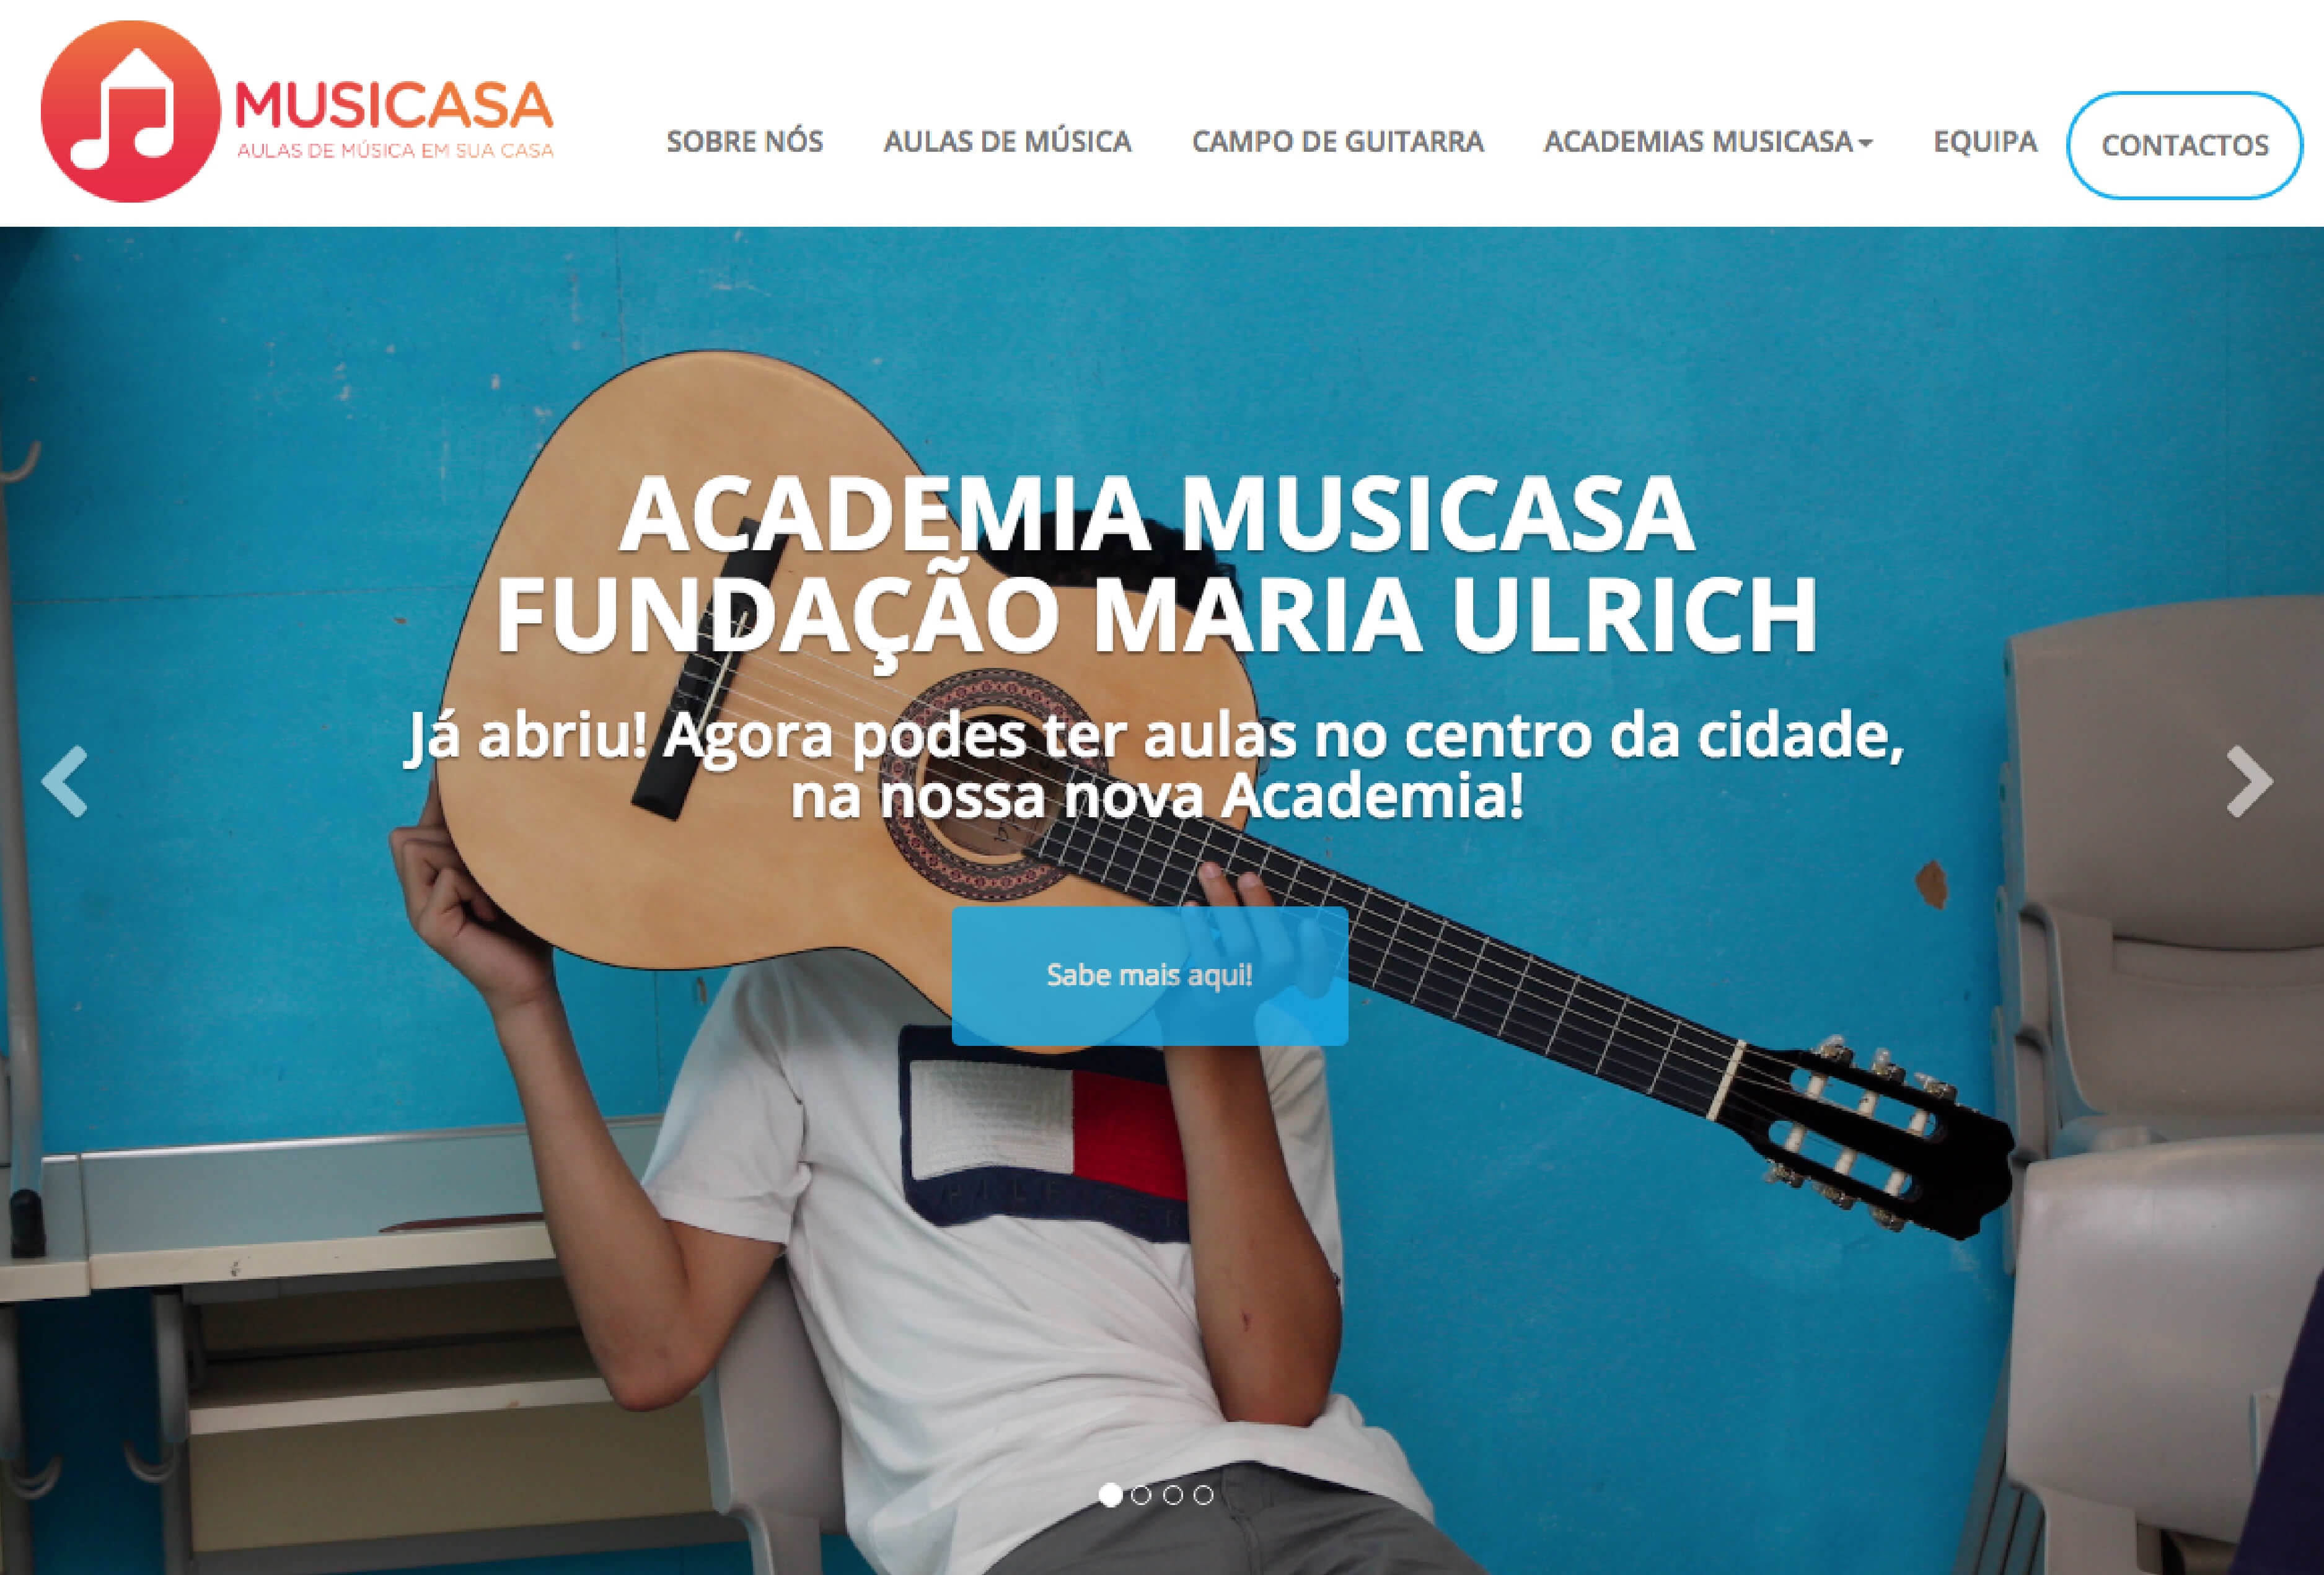 MUSICASA
AULAS DE MÚSICA EM SUA CASA
SOBRE NÓS
AULAS DE MÚSICA
CAMPO DE GUITARRA
ACADEMIAS MUSICASA
EQUIPA
CONTACTOS
ACADEMIA MUSICASA
FUNDAÇÃO MARIA ULRICH
Já abriu! Agora podes ter aulas no centro da cidade,
na nossa nova Academia!
Sabe mais aqui!